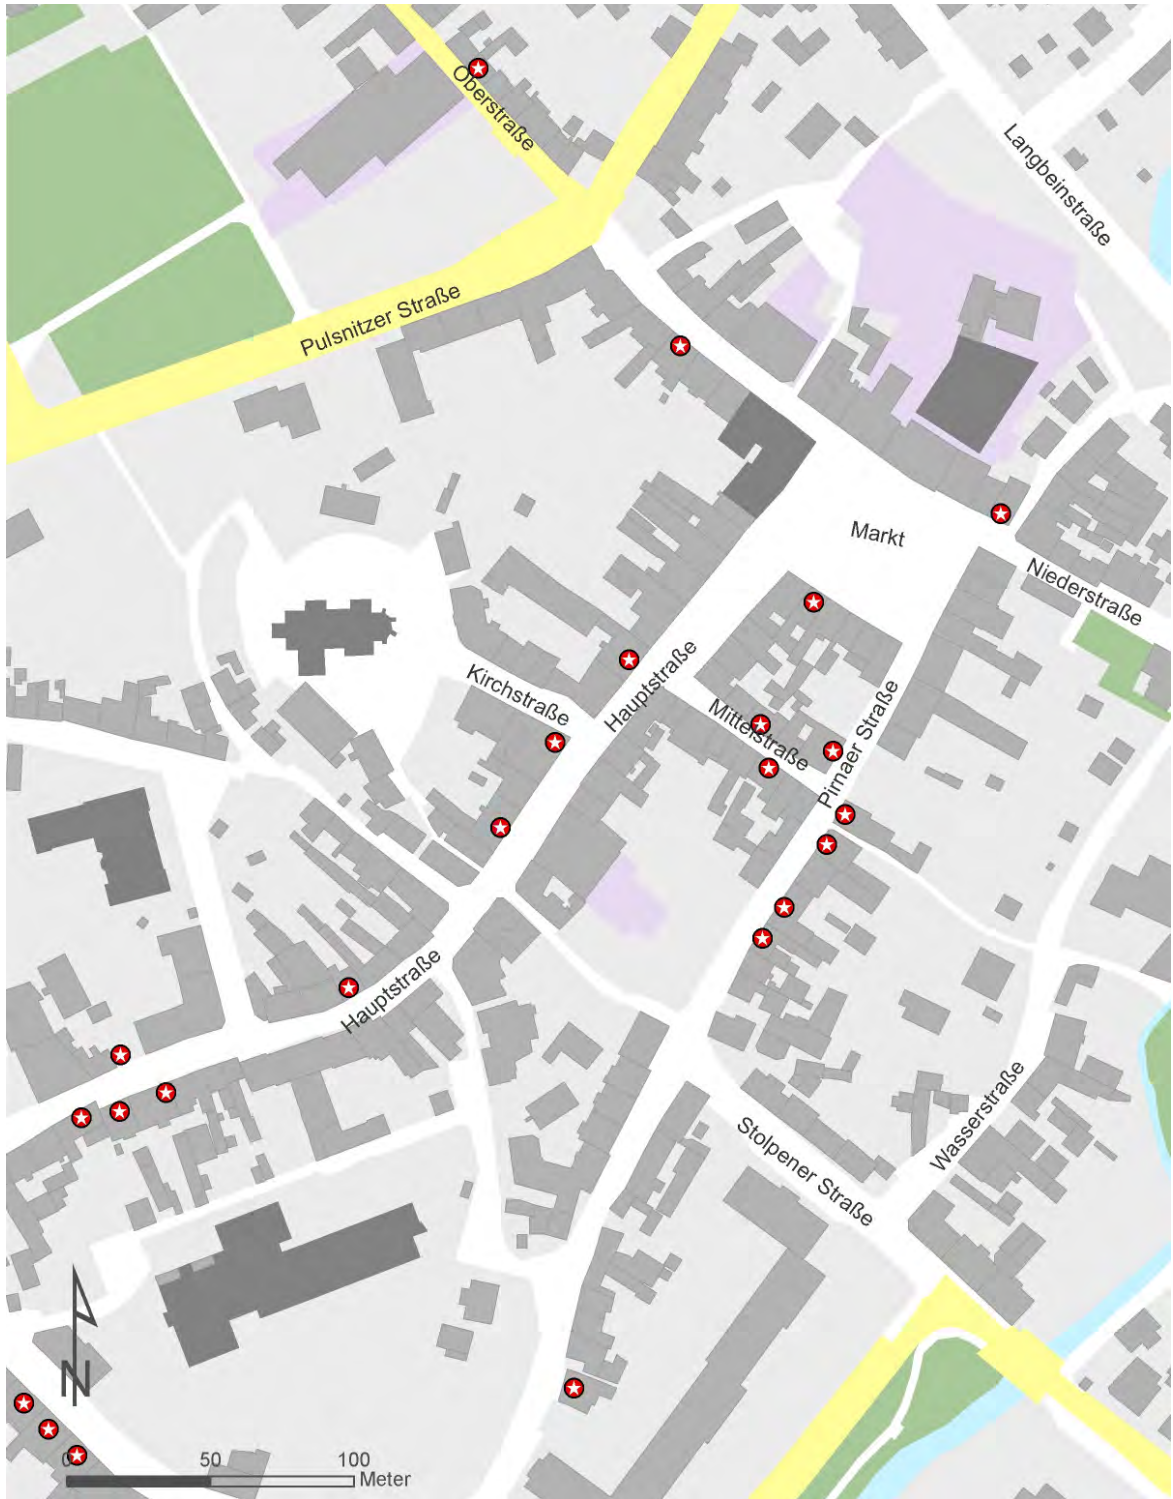 Oberstraße
Langbeinstraße
Pulsnitzer Straße
Markt
Niederstraße
Kirchstraße
Hauptstraße
Mittelstraße
Pirnaer Straße
Hauptstraße
Wasserstraße
Stolpener Straße
N
0 50 100
Meter